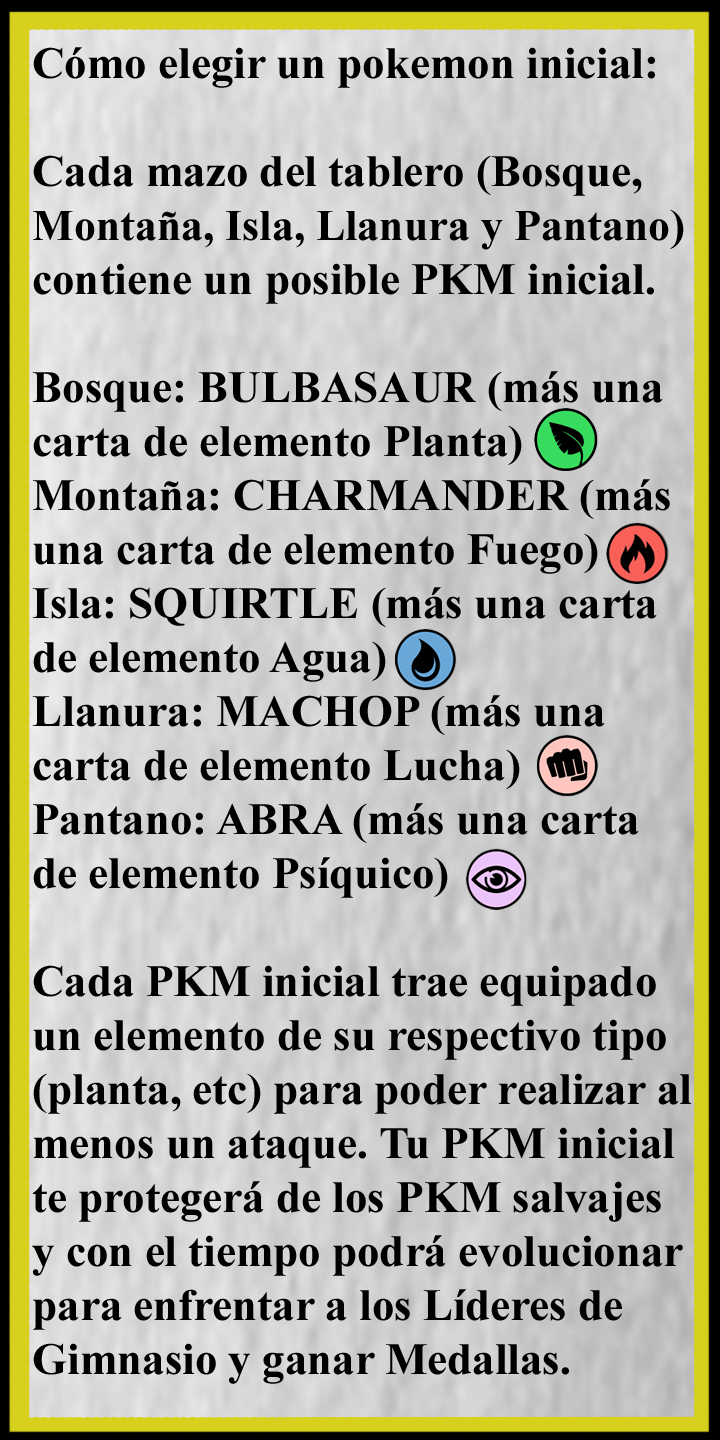 Cómo elegir un pokemon inicial:
Cada mazo del tablero (Bosque,
Montaña, Isla, Llanura y Pantano)
contiene un posible PKM inicial.
Bosque: BULBASAUR (más una
carta de elemento Planta)
Montaña: CHARMANDER (más
una carta de elemento Fuego)
Isla: SQUIRTLE (más una carta
de elemento Agua)
Llanura: MACHOP (más una
carta de elemento Lucha)
Pantano: ABRA (más una carta
de elemento Psíquico)
Cada PKM inicial trae equipado
un elemento de su respectivo tipo
(planta, etc) para poder realizar al
menos un ataque. Tu PKM inicial
te protegerá de los PKM salvajes
y con el tiempo podrá evolucionar
para enfrentar a los Líderes de
Gimnasio y ganar Medallas.